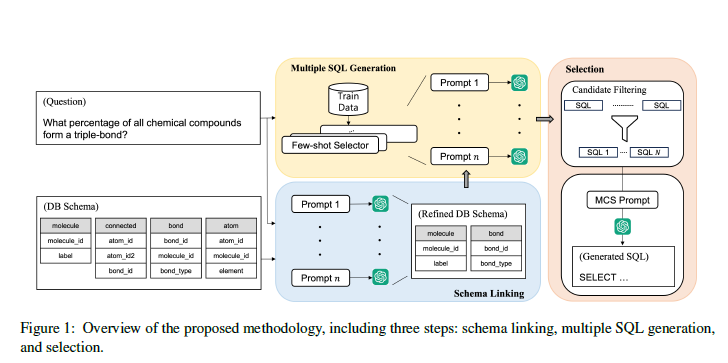 Multiple SQL Generation
Train
Data
...
Few-shot Selector
Prompt 1
Prompt n
Selection
Candidate Filtering
SQL ........... SQL
SQL 1 .... SQL N
MCS Prompt
(Generated SQL)
SELECT ...
(Question)
What percentage of all chemical compounds
form a triple-bond?
(DB Schema)
molecule connected bond atom
molecule_id atom_id bond_id atom_id
label atom_id2 molecule_id molecule_id
bond_id bond_type element
Prompt 1
Prompt n
(Refined DB Schema)
molecule bond
molecule_id bond_id
label bond_type
Schema Linking
Figure 1: Overview of the proposed methodology, including three steps: schema linking, multiple SQL generation,
and selection.